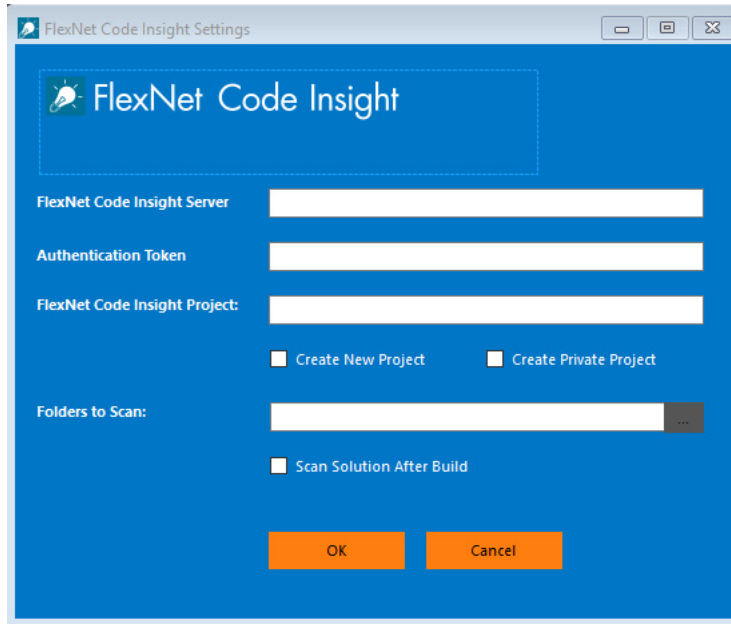 FlexNet Code Insight Settings
FlexNet Code Insight
FlexNet Code Insight Server
Authentication Token
FlexNet Code Insight Project:
Create New Project Create Private Project
Folders to Scan:
...
Scan Solution After Build
OK Cancel